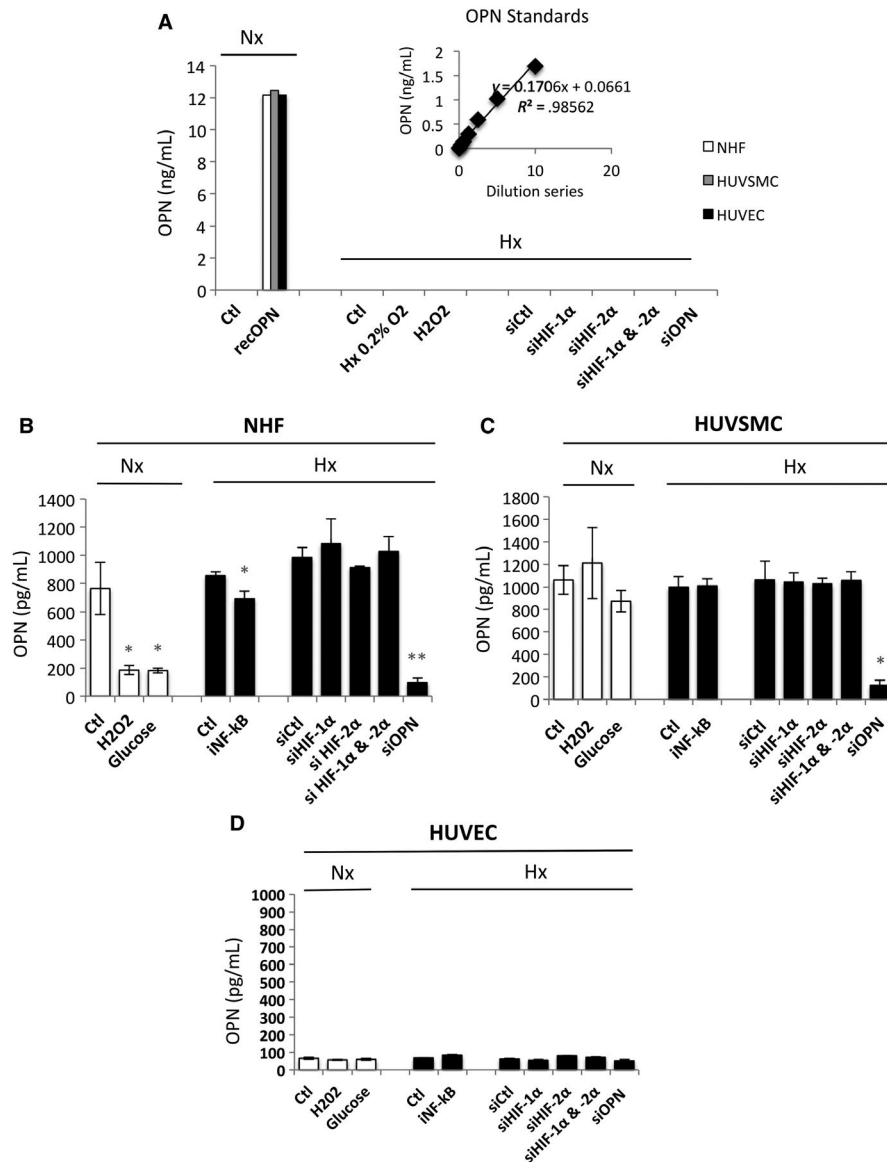 A
Nx
OPN Standards
OPN (ng/mL)
14
12
10
8
6
4
2
0
OPN (ng/mL)
2
1.5
1
0.5
0
y = 0.1706x + 0.0661
R² = .98562
0
10
20
Dilution series
NHF
HUVSMC
HUVEC
Hx
Ctl
recOPN
Ctl
Hx 0.2% O2
H2O2
siCtl
siHIF-1α
siHIF-2α
siHIF-1α & -2α
siOPN
B
NHF
Nx
Hx
OPN (pg/mL)
1400
1200
1000
800
600
400
200
0
*
*
*
**
Ctl
H2O2
Glucose
Ctl
iNF-kB
siCtl
siHIF-1α
si HIF-2α
si HIF-1α & -2α
siOPN
C
HUVSMC
Nx
Hx
OPN (pg/mL)
1800
1600
1400
1200
1000
800
600
400
200
0
*
Ctl
H202
Glucose
Ctl
iNF-kB
siCtl
siHIF-1α
siHIF-2α
siHIF-1α & -2α
siOPN
D
HUVEC
Nx
Hx
OPN (pg/mL)
1000
900
800
700
600
500
400
300
200
100
0
Ctl
H202
Glucose
Ctl
iNF-kB
siCtl
siHIF-1α
siHIF-2α
siHIF-1α & -2α
siOPN